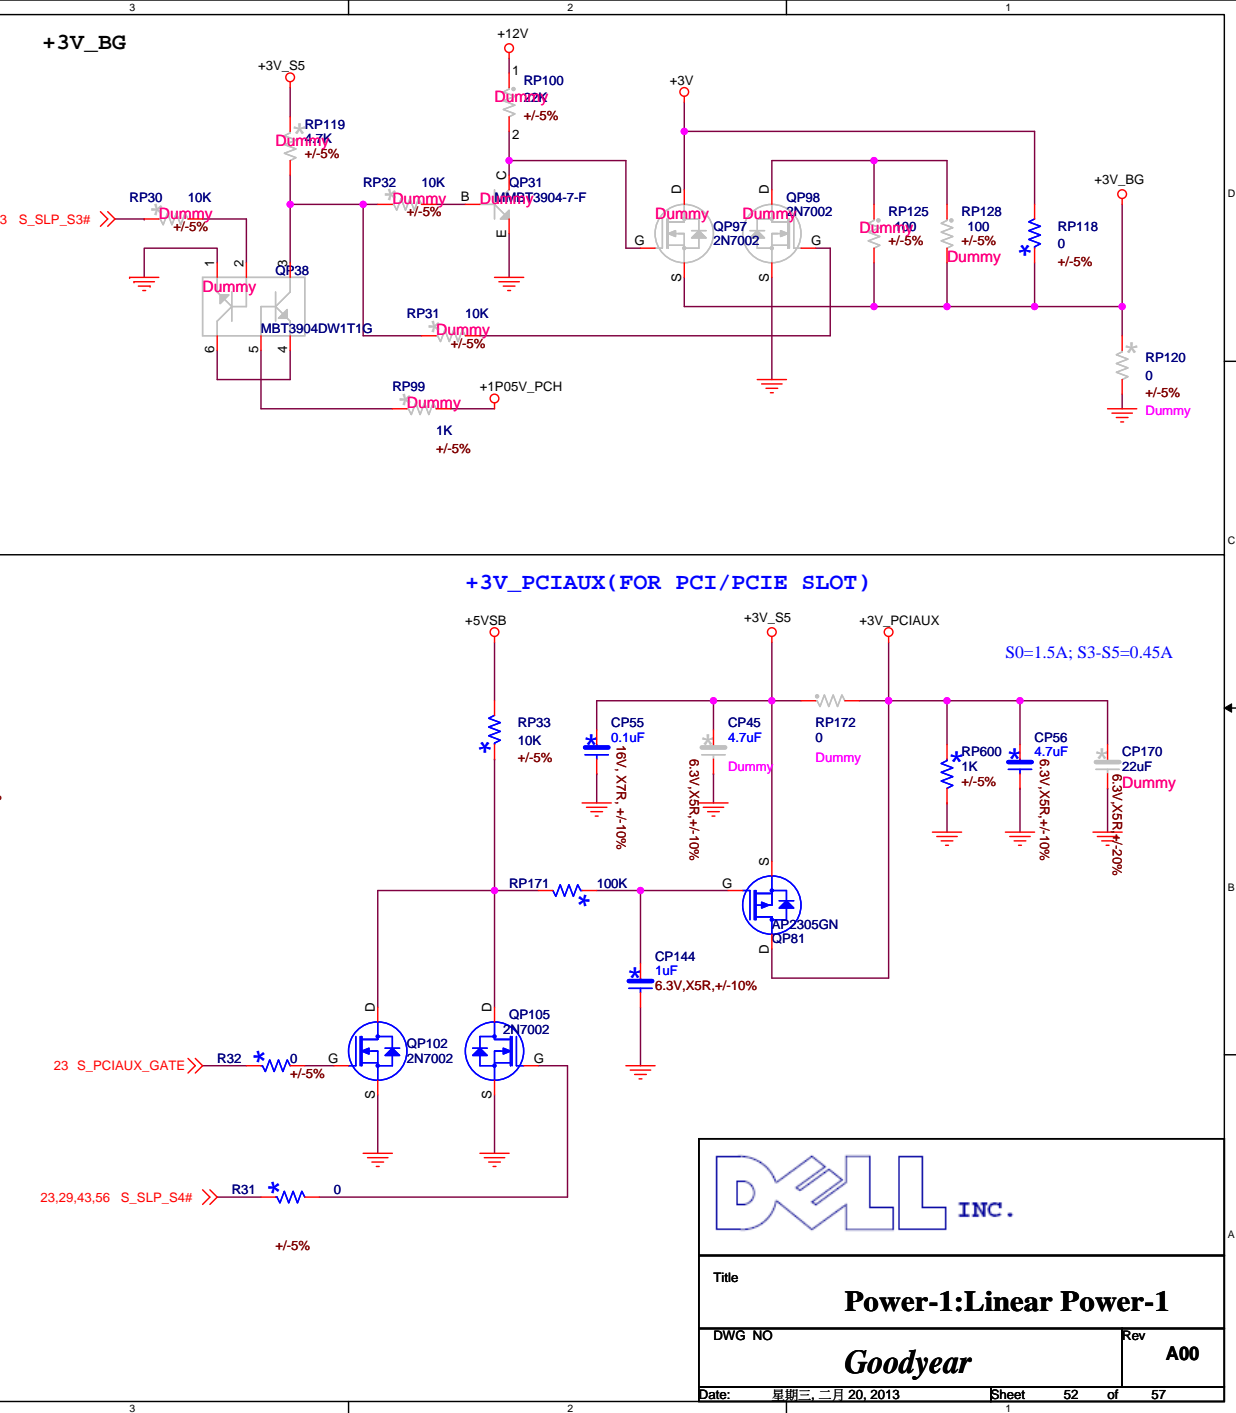 3
2
1
+3V_BG
+12V
+3V_S5
1
RP100
Dummy
22K
+/-5%
+3V
RP119
4.7K
Dummy
+/-5%
2
D
RP30
10K
Dummy
+/-5%
3 S_SLP_S3#
RP32
10K
Dummy
+/-5%
B
C
QP31
Dummy
MMBT3904-7-F
E
D
Dummy
QP97
2N7002
G
S
D
QP98
Dummy
2N7002
G
S
RP125
100
Dummy
+/-5%
RP128
100
+/-5%
Dummy
RP118
0
+/-5%
+3V_BG
1
2
3
QP38
Dummy
MBT3904DW1T1G
6
5
4
RP31
10K
Dummy
+/-5%
RP99
Dummy
1K
+/-5%
+1P05V_PCH
RP120
0
+/-5%
Dummy
C
+3V_PCIAUX(FOR PCI/PCIE SLOT)
+5VSB
+3V_S5
+3V_PCIAUX
S0=1.5A; S3-S5=0.45A
RP33
10K
+/-5%
CP55
0.1uF
16V, X7R, +/-10%
CP45
4.7uF
Dummy
6.3V,X5R,+/-10%
RP172
0
Dummy
RP600
1K
+/-5%
CP56
4.7uF
6.3V,X5R,+/-10%
CP170
22uF
Dummy
6.3V,X5R,+/-20%
RP171
100K
G
S
AP2305GN
QP81
D
B
CP144
1uF
6.3V,X5R,+/-10%
D
QP102
2N7002
G
S
D
QP105
2N7002
G
S
23 S_PCIAUX_GATE
R32
0
+/-5%
23,29,43,56 S_SLP_S4#
R31
0
+/-5%
A
DELL INC.
Title
Power-1:Linear Power-1
DWG NO
Goodyear
Rev
A00
Date: 星期三, 二月 20, 2013
Sheet 52 of 57
3
2
1